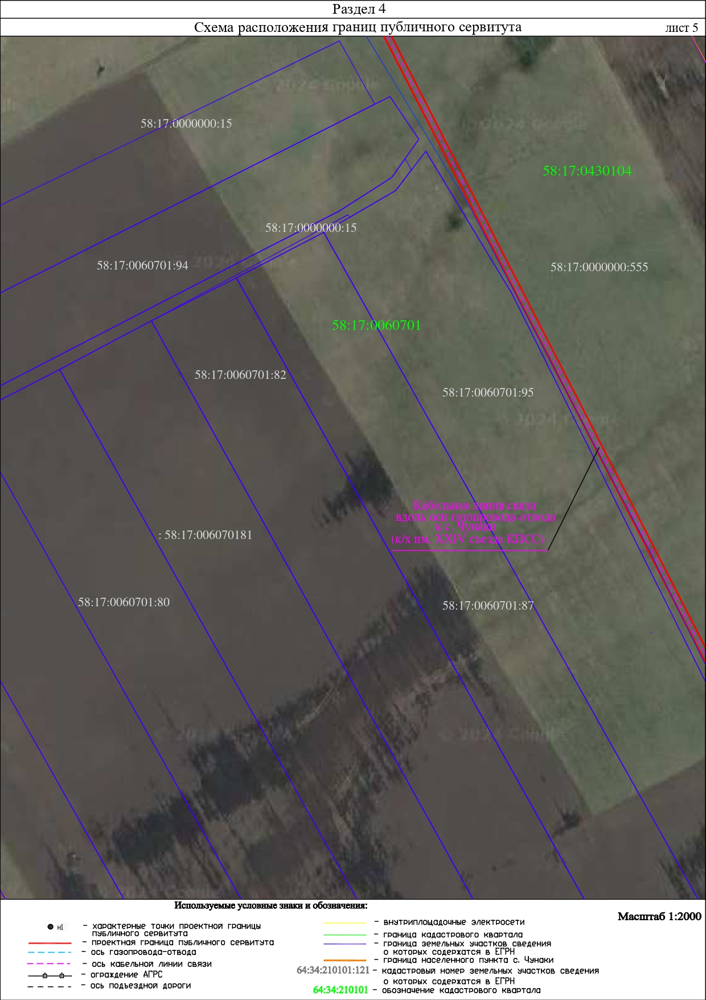 Раздел 4
Схема расположения границ публичного сервитута
лист 5
58:17:0000000:15
58:17:0430104
58:17:0000000:15
58:17:0060701:94
58:17:0000000:555
58:17:0060701
58:17:0060701:82
58:17:0060701:95
Кабельная линия связи
вдоль оси газопровода-отвода
к с. Чунаки
(к/х им. XXIV съезда КПСС)
: 58:17:006070181
58:17:0060701:80
58:17:0060701:87
Используемые условные знаки и обозначения:
Масштаб 1:2000
н1 – характерные точки проектной границы
публичного сервитута
– проектная граница публичного сервитута
– ось газопровода-отвода
– ось кабельной линии связи
– ограждение АГРС
– ось подъездной дороги
– внутриплощадочные электросети
– граница кадастрового квартала
– граница земельных участков сведения
о которых содержатся в ЕГРН
– граница населенного пункта с. Чунаки
64:34:210101:121 – кадастровый номер земельных участков сведения
о которых содержатся в ЕГРН
64:34:210101 – обозначение кадастрового квартала